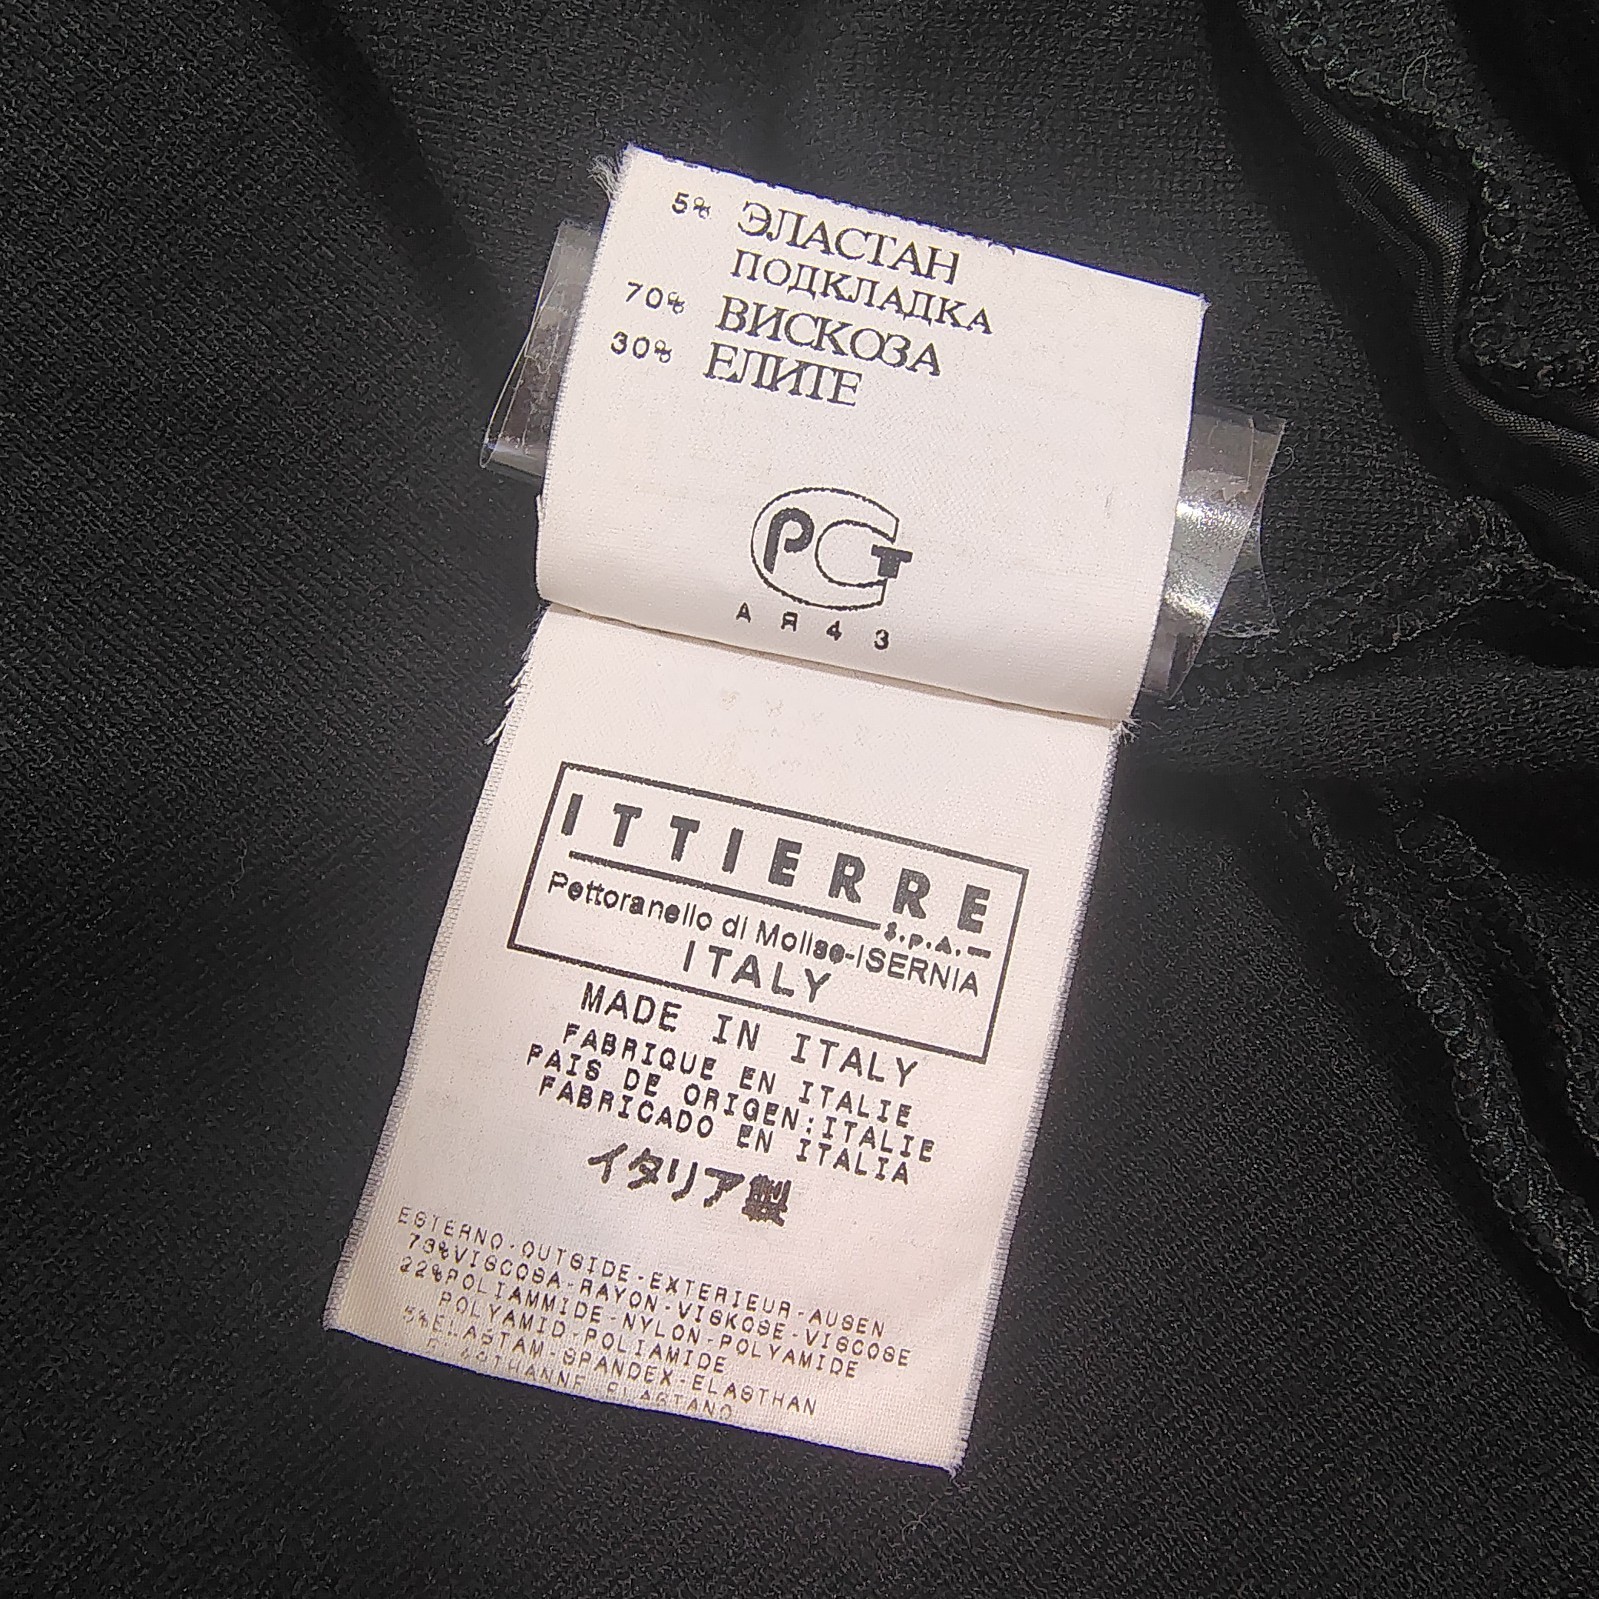 5% ЭЛАСТАН
ПОДКЛАДКА
70% ВИСКОЗА
30% ЕЛИТЕ
РСТ
АЯ43
ITTIERRE
S.P.A.
Pettoranello di Molise-ISERNIA
ITALY
MADE IN ITALY
FABRIQUE EN ITALIE
PAIS DE ORIGEN:ITALIE
FABRICADO EN ITALIA
イタリア製
ESTERNO-OUTSIDE-EXTERIEUR-AUSEN
73%VISCOSA-RAYON-VISKOSE-VISCOSE
22%POLIAMMIDE-NYLON-POLYAMIDE
POLYAMID-POLIAMIDE
5%ELASTAM-SPANDEX-ELASTHAN
ELASTANO